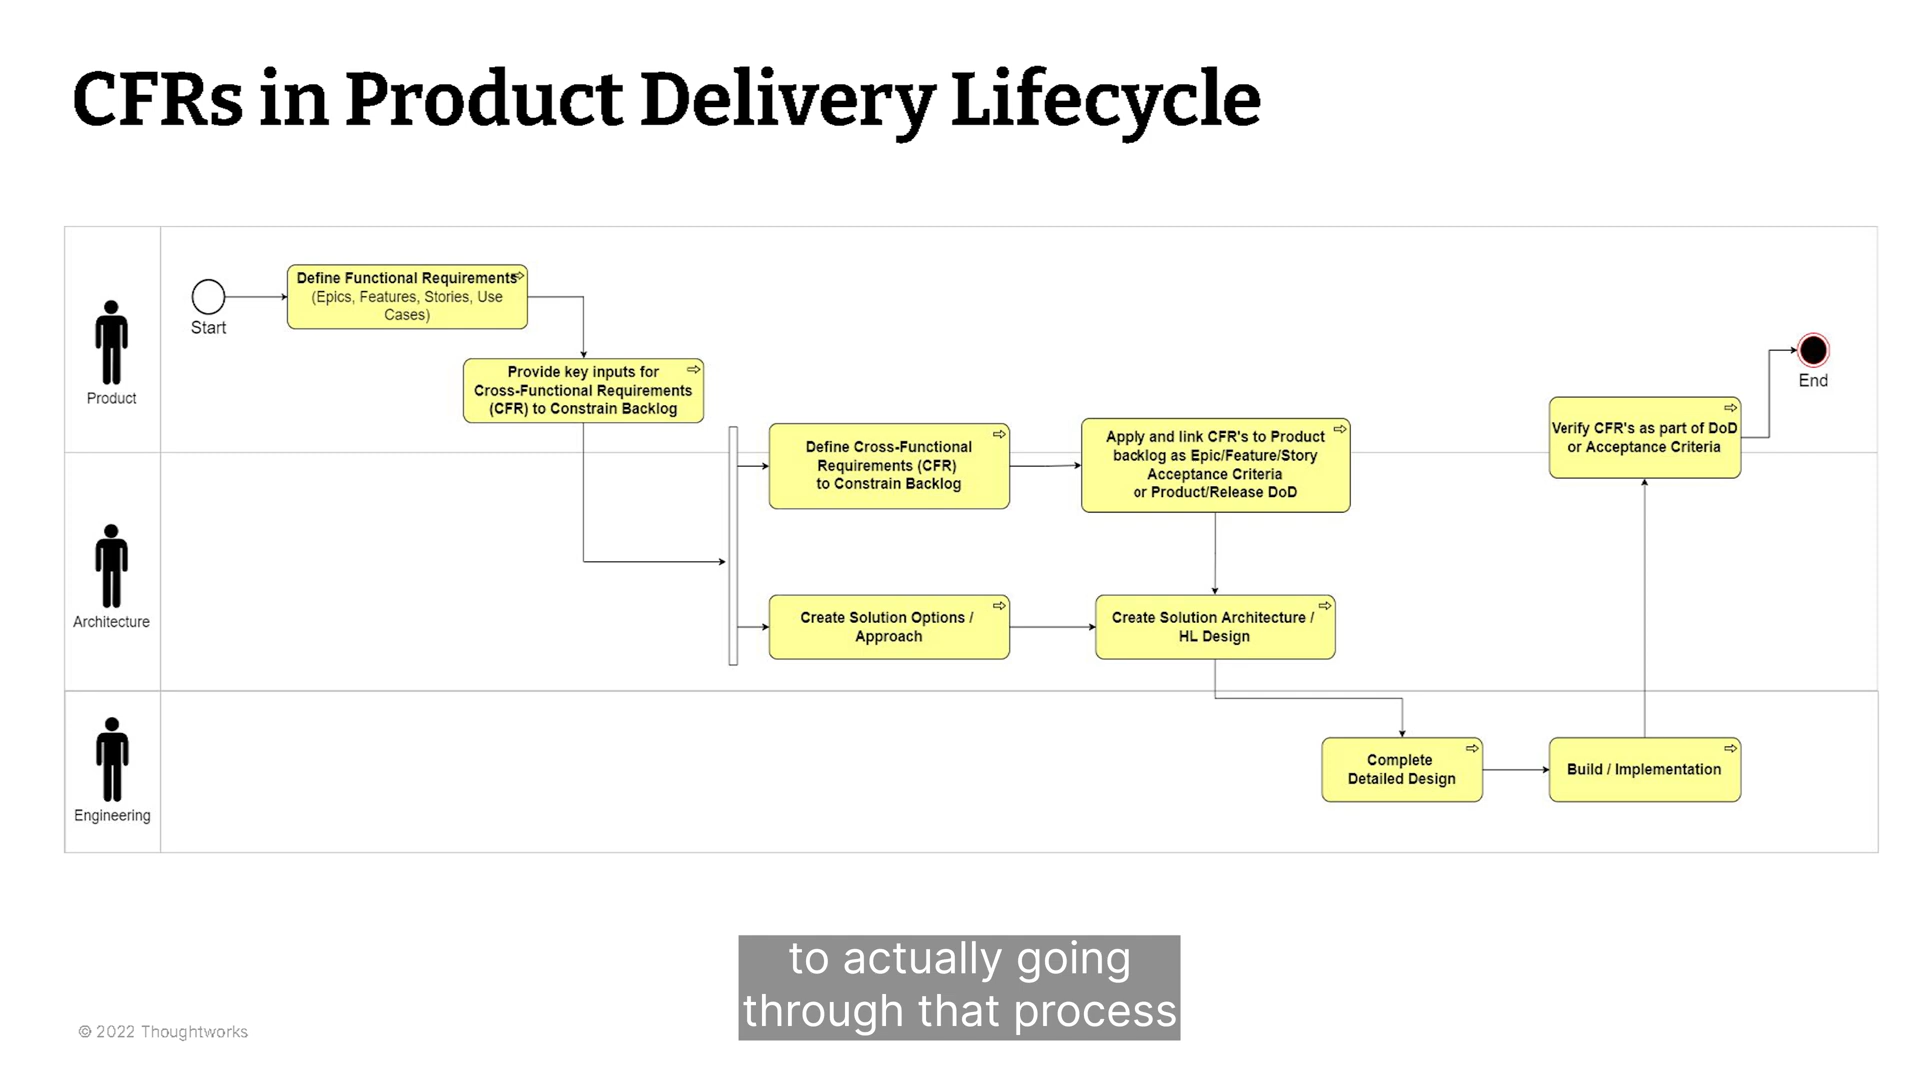 CFRs in Product Delivery Lifecycle
Product
Start
Define Functional Requirements
(Epics, Features, Stories, Use
Cases)
Provide key inputs for
Cross-Functional Requirements
(CFR) to Constrain Backlog
Define Cross-Functional
Requirements (CFR)
to Constrain Backlog
Apply and link CFR's to Product
backlog as Epic/Feature/Story
Acceptance Criteria
or Product/Release DoD
Verify CFR's as part of DoD
or Acceptance Criteria
End
Architecture
Create Solution Options /
Approach
Create Solution Architecture /
HL Design
Engineering
Complete
Detailed Design
Build / Implementation
to actually going
through that process
© 2022 Thoughtworks